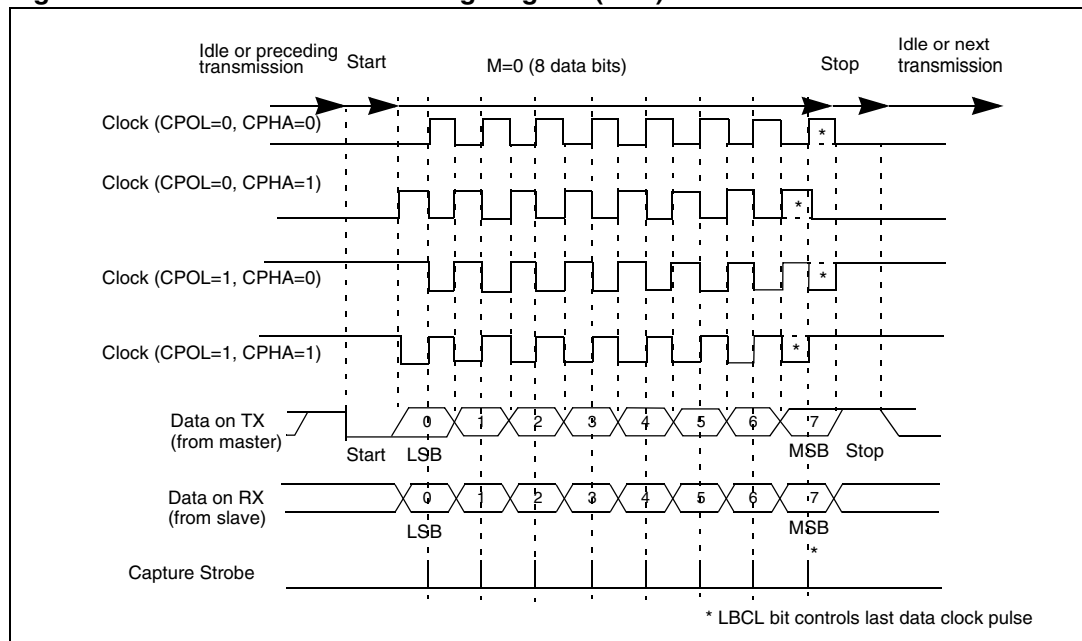 Idle or preceding
transmission
Start
M=0 (8 data bits)
Stop
Idle or next
transmission
Clock (CPOL=0, CPHA=0)
*
Clock (CPOL=0, CPHA=1)
*
Clock (CPOL=1, CPHA=0)
*
Clock (CPOL=1, CPHA=1)
*
Data on TX
(from master)
0 1 2 3 4 5 6 7
Start LSB MSB Stop
Data on RX
(from slave)
0 1 2 3 4 5 6 7
LSB MSB
*
Capture Strobe
* LBCL bit controls last data clock pulse